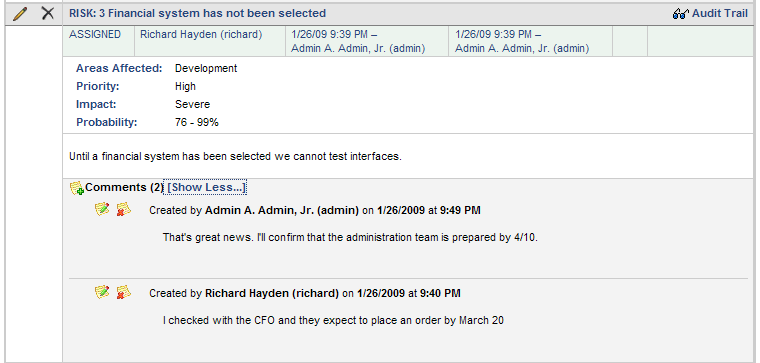 RISK: 3 Financial system has not been selected
Audit Trail
ASSIGNED Richard Hayden (richard) 1/26/09 9:39 PM – 1/26/09 9:39 PM –
Admin A. Admin, Jr. (admin) Admin A. Admin, Jr. (admin)
Areas Affected: Development
Priority: High
Impact: Severe
Probability: 76 - 99%
Until a financial system has been selected we cannot test interfaces.
Comments (2) [Show Less...]
Created by Admin A. Admin, Jr. (admin) on 1/26/2009 at 9:49 PM
That's great news. I'll confirm that the administration team is prepared by 4/10.
Created by Richard Hayden (richard) on 1/26/2009 at 9:40 PM
I checked with the CFO and they expect to place an order by March 20